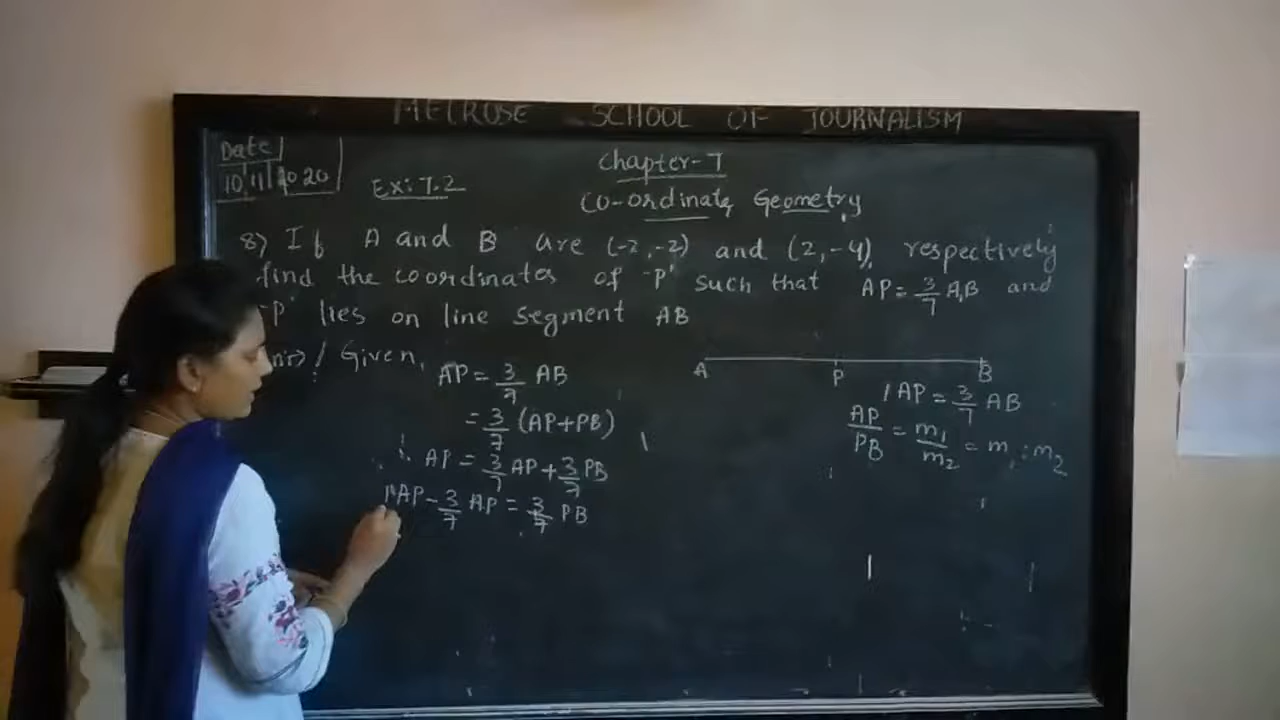 MELROSE SCHOOL OF JOURNALISM
Date
10/11/2020
Ex: 7.2
Chapter-7
Co-ordinate Geometry
8) If A and B are (-2,-2) and (2,-4), respectively
find the coordinates of 'P' such that AP = 3/7 AB and
'P' lies on line segment AB
Given,
AP = 3/7 AB
= 3/7 (AP+PB)
AP = 3/7 AP + 3/7 PB
AP - 3/7 AP = 3/7 PB
A P B
AP = 3/7 AB
AP/PB = m1/m2 = m1 : m2